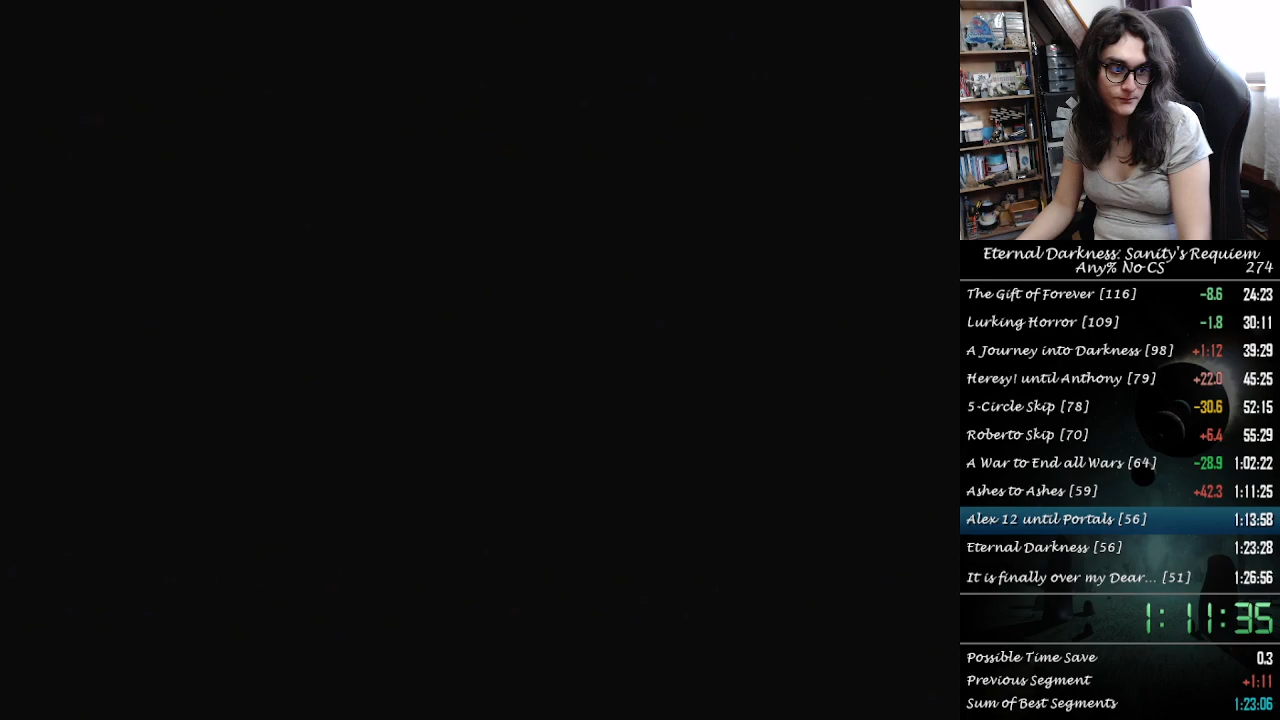 Eternal Darkness: Sanity's Requiem
Any% No CS 274
The Gift of Forever [116] -8.6 24:23
Lurking Horror [109] -1.8 30:11
A Journey into Darkness [98] +1:12 39:29
Heresy! until Anthony [79] +22.0 45:25
5-Circle Skip [78] -30.6 52:15
Roberto Skip [70] +6.4 55:29
A War to End all Wars [64] -28.9 1:02:22
Ashes to Ashes [59] +42.3 1:11:25
Alex 12 until Portals [56] 1:13:58
Eternal Darkness [56] 1:23:28
It is finally over my Dear... [51] 1:26:56
1:11:35
Possible Time Save 0.3
Previous Segment +1:11
Sum of Best Segments 1:23:06